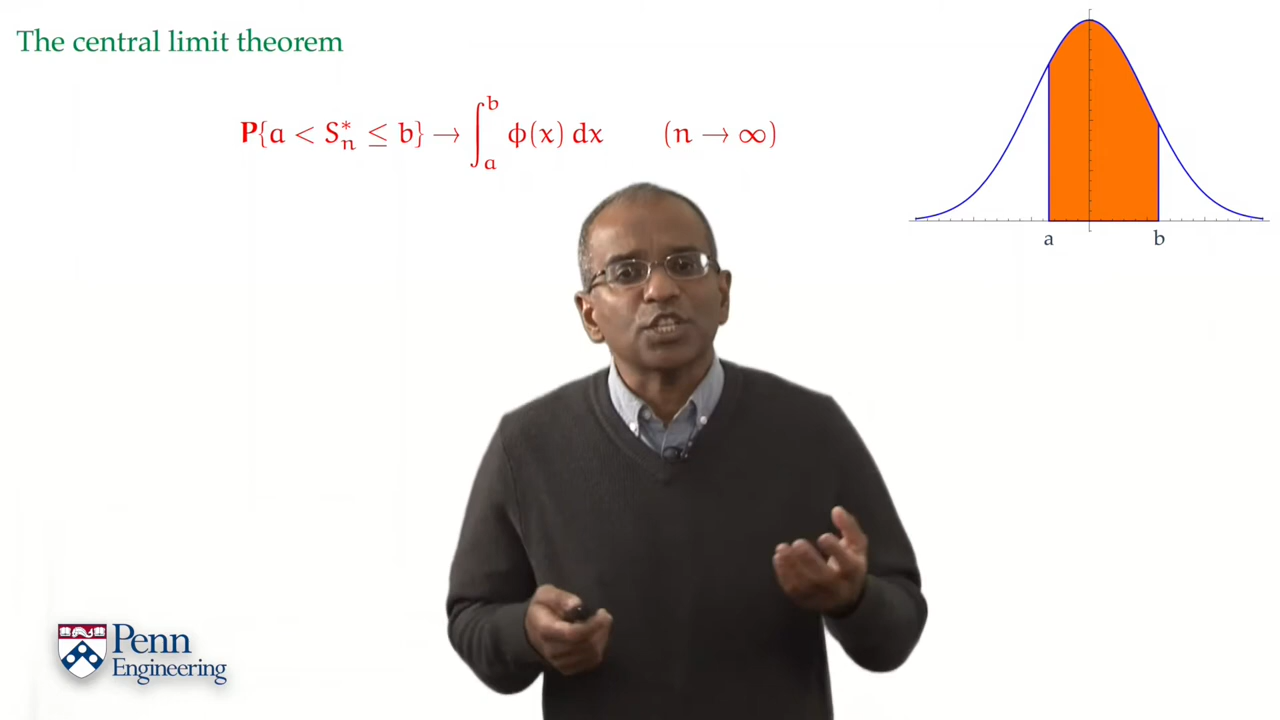 The central limit theorem
P{a < S*ₙ ≤ b} → ∫ₐᵇ ϕ(x) dx (n → ∞)
a b
Penn
Engineering